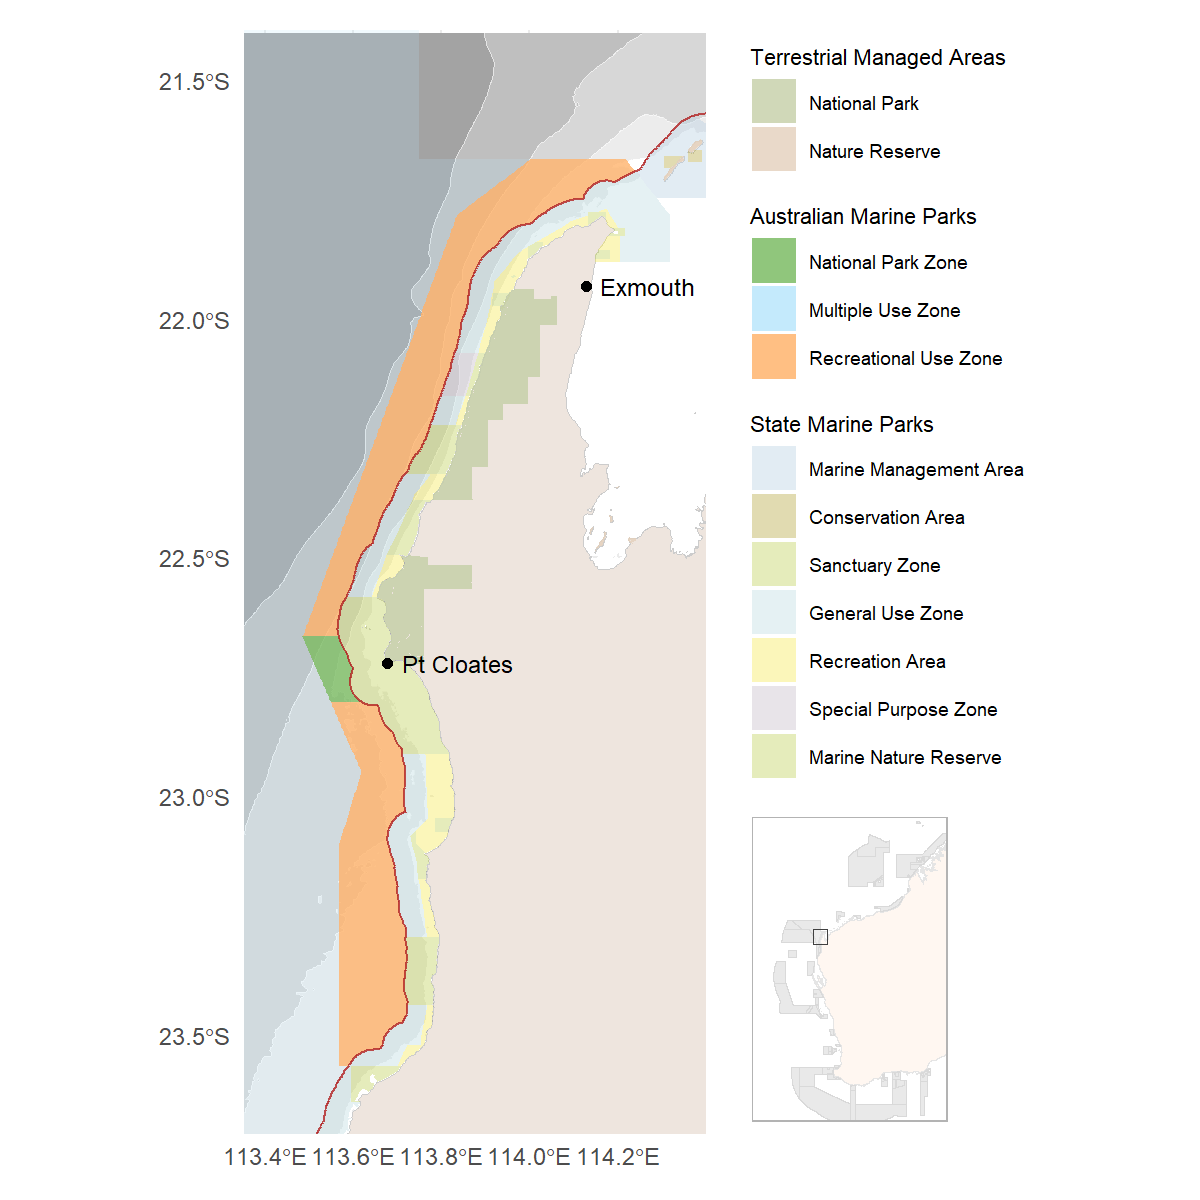 21.5°S
22.0°S
22.5°S
23.0°S
23.5°S
113.4°E 113.6°E 113.8°E 114.0°E 114.2°E
Exmouth
Pt Cloates
Terrestrial Managed Areas
National Park
Nature Reserve
Australian Marine Parks
National Park Zone
Multiple Use Zone
Recreational Use Zone
State Marine Parks
Marine Management Area
Conservation Area
Sanctuary Zone
General Use Zone
Recreation Area
Special Purpose Zone
Marine Nature Reserve